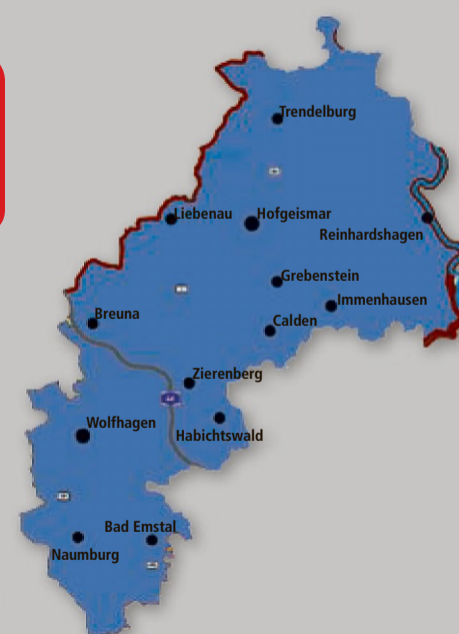 Trendelburg
Liebenau
Hofgeismar
Reinhardshagen
Grebenstein
Immenhausen
Calden
Breuna
Zierenberg
Wolfhagen
Habichtswald
Bad Emstal
Naumburg